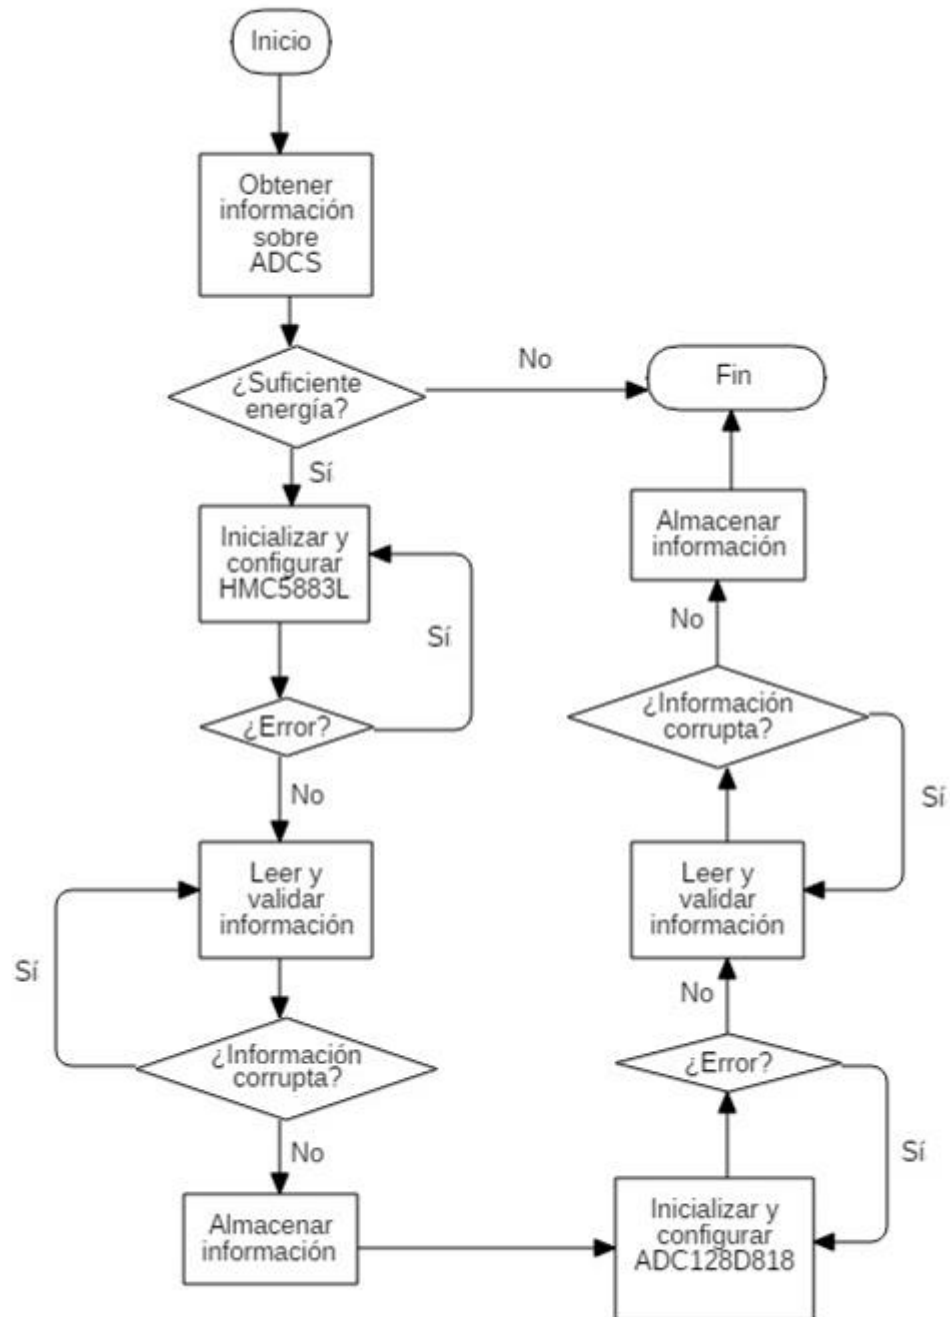 Inicio
Obtener
información
sobre
ADCS
¿Suficiente
energía?
No
Fin
Sí
Inicializar y
configurar
HMC5883L
Sí
¿Error?
No
Leer y
validar
información
Sí
¿Información
corrupta?
No
Almacenar
información
Inicializar y
configurar
ADC128D818
Sí
¿Error?
No
Leer y
validar
información
Sí
¿Información
corrupta?
No
Almacenar
información